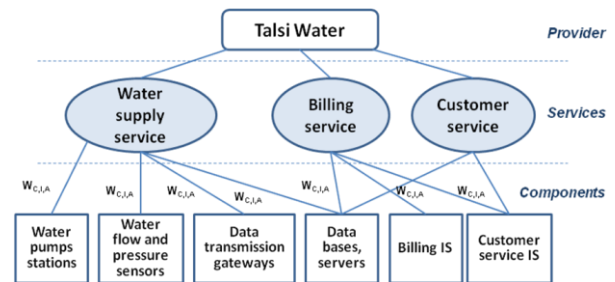 Talsi Water
Provider
Water
supply
service
Billing
service
Customer
service
Services
W C,I,A
W C,I,A
W C,I,A
W C,I,A
W C,I,A
W C,I,A
W C,I,A
Components
Water
pumps
stations
Water
flow and
pressure
sensors
Data
transmission
gateways
Data
bases,
servers
Billing IS
Customer
service IS